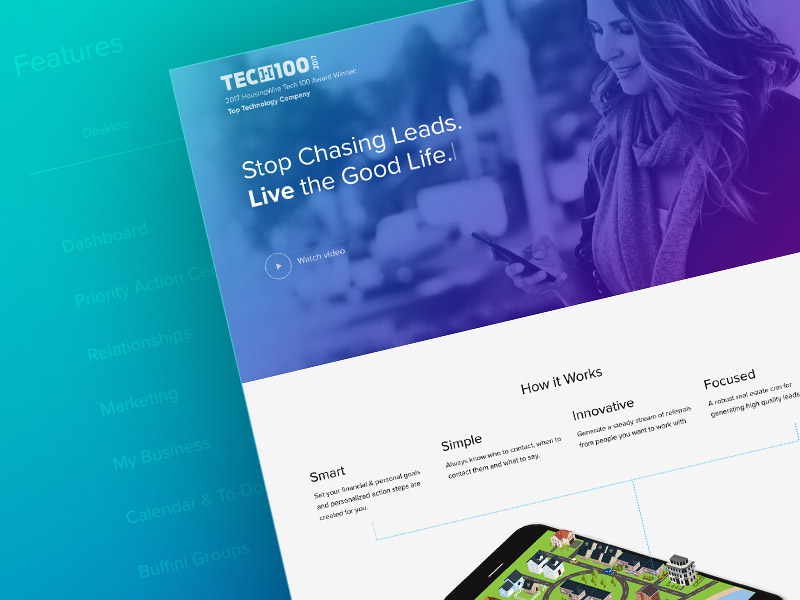 Features
Desktop
Dashboard
Priority Action Ce
Relationships
Marketing
My Business
Calendar & To-Do
Buffini Groups
TECH100 2017
2017 HousingWire Tech 100 Award Winner:
Top Technology Company
Stop Chasing Leads.
Live the Good Life.
Watch video
How it Works
Smart
Set your financial & personal goals
and personalized action steps are
created for you.
Simple
Always know who to contact, when to
contact them and what to say.
Innovative
Generate a steady stream of referrals
from people you want to work with.
Focused
A robust real estate crm for
generating high quality leads